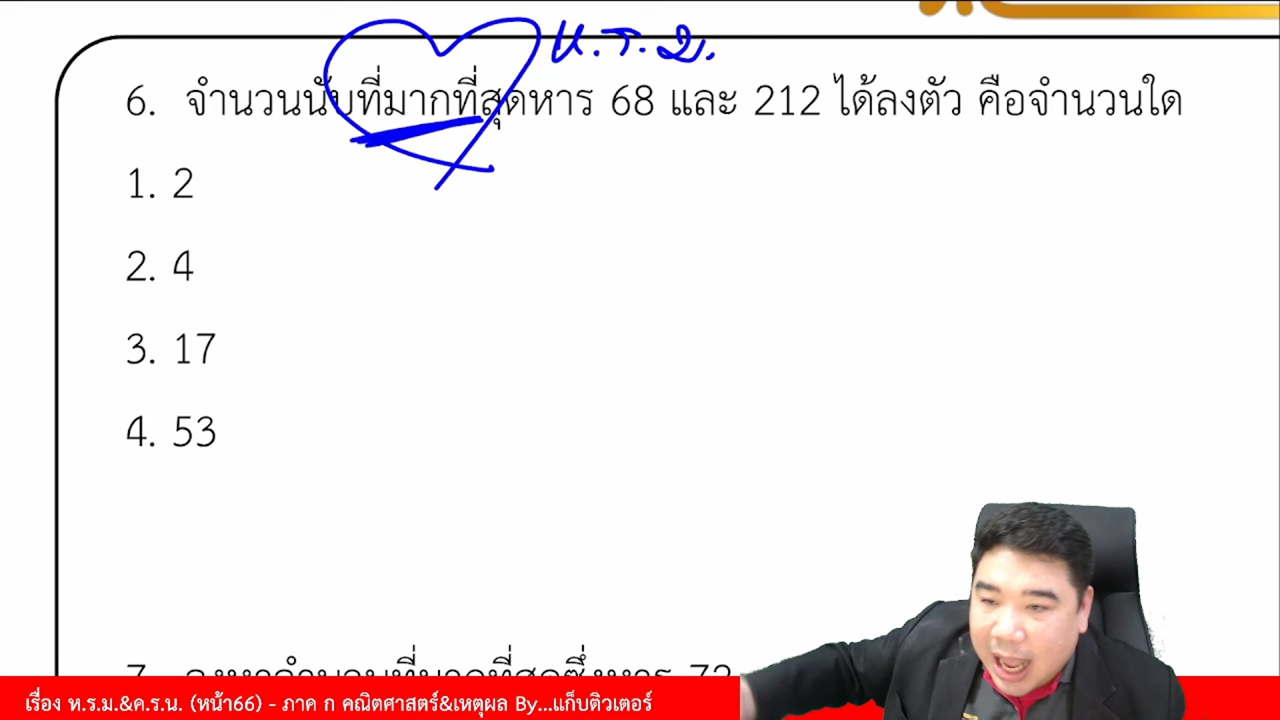 ห.ร.ม.
6. จำนวนนับที่มากที่สุดหาร 68 และ 212 ได้ลงตัว คือจำนวนใด
1. 2
2. 4
3. 17
4. 53
เรื่อง ห.ร.ม.&ค.ร.น. (หน้า66) - ภาค ก คณิตศาสตร์&เหตุผล By...แก็บติวเตอร์